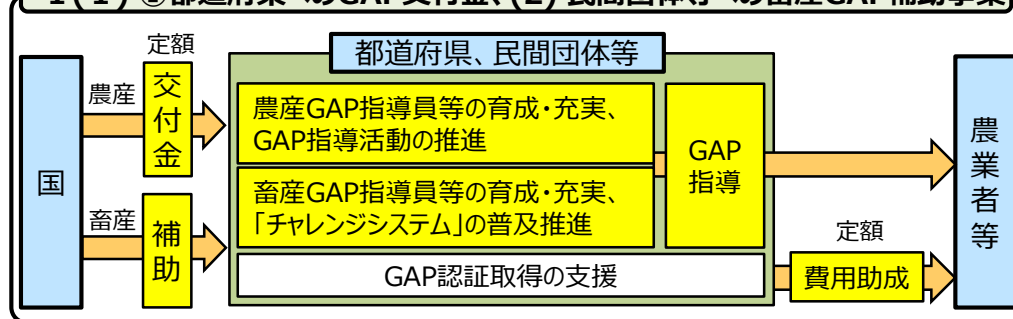 1(1)①都道府県へのGAP交付金、(2)民間団体等への畜産GAP補助事業
国
農産
定額
交付金
畜産
補助
都道府県、民間団体等
農産GAP指導員等の育成・充実、
GAP指導活動の推進
畜産GAP指導員等の育成・充実、
「チャレンジシステム」の普及推進
GAP
指導
GAP認証取得の支援
定額
費用助成
農業者等